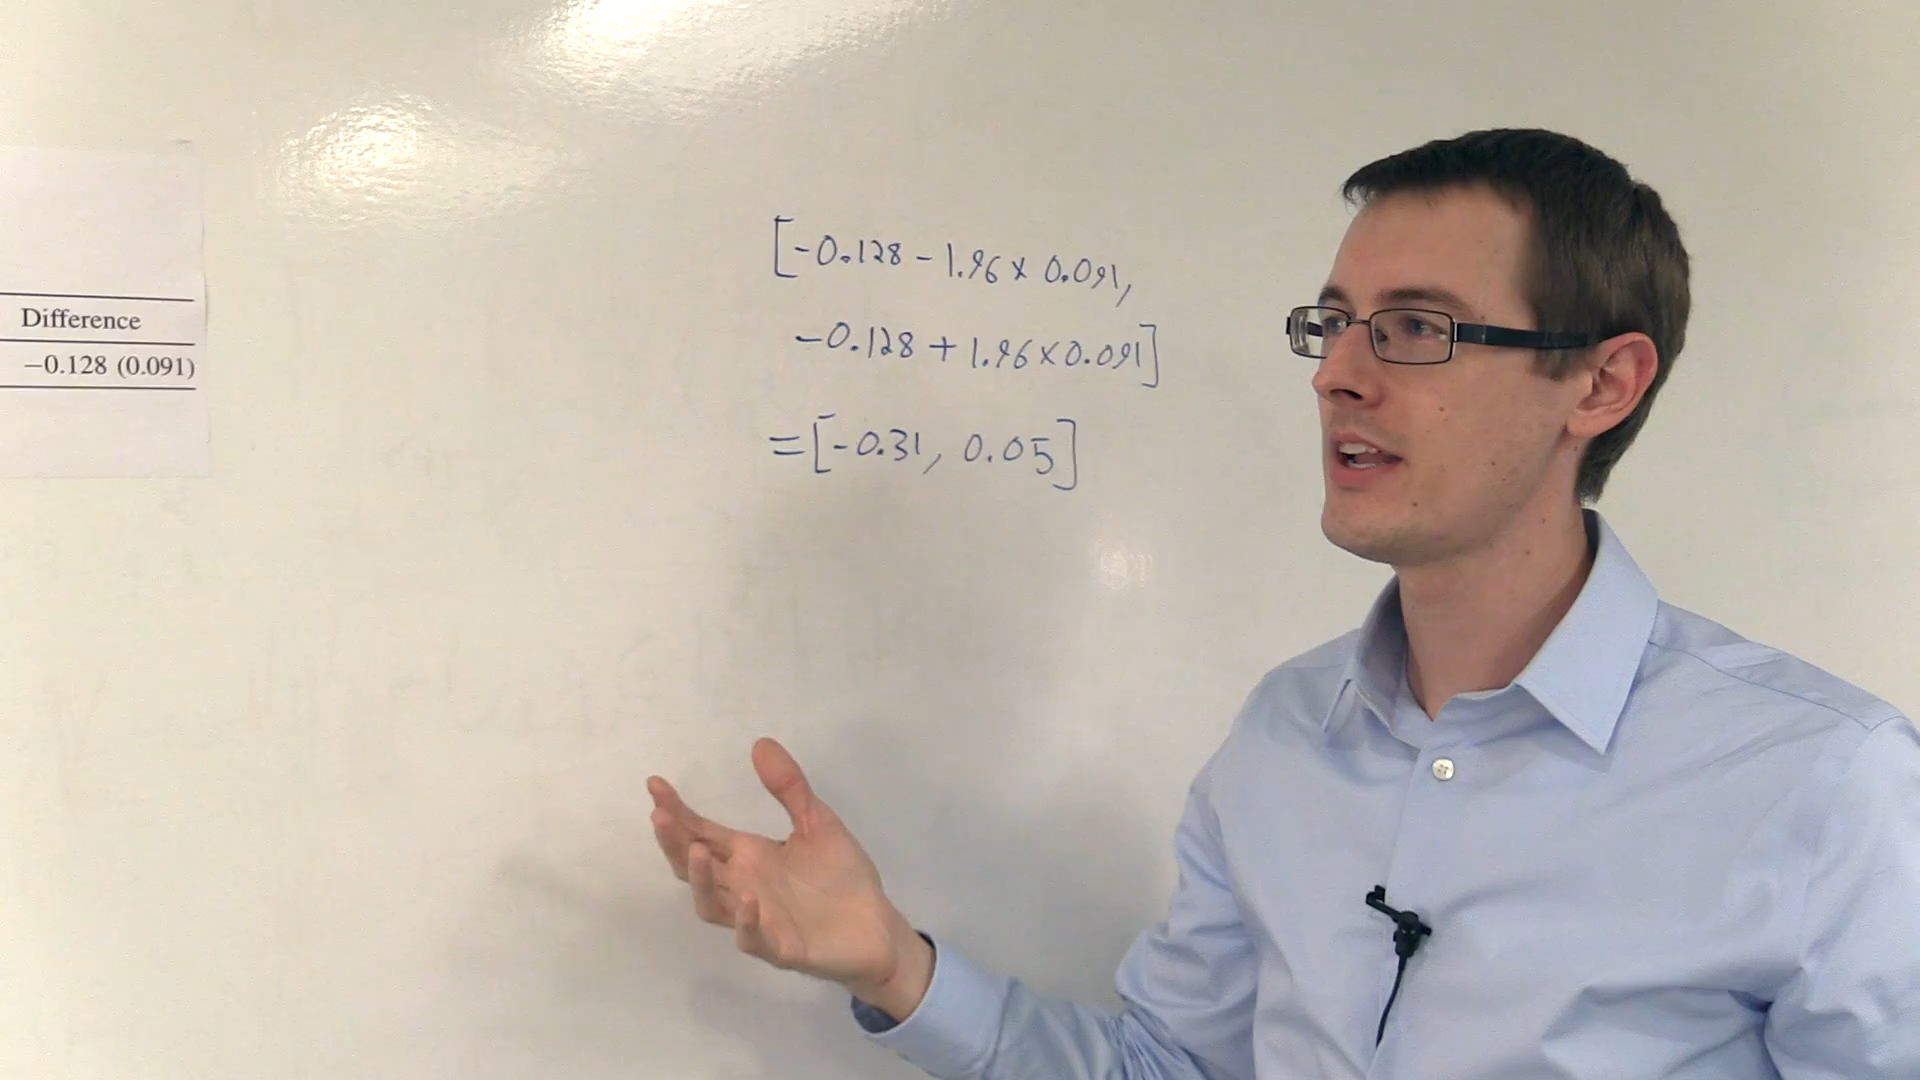 Difference
−0.128 (0.091)
[-0.128 - 1.96 × 0.091,
-0.128 + 1.96 × 0.091]
= [-0.31, 0.05]